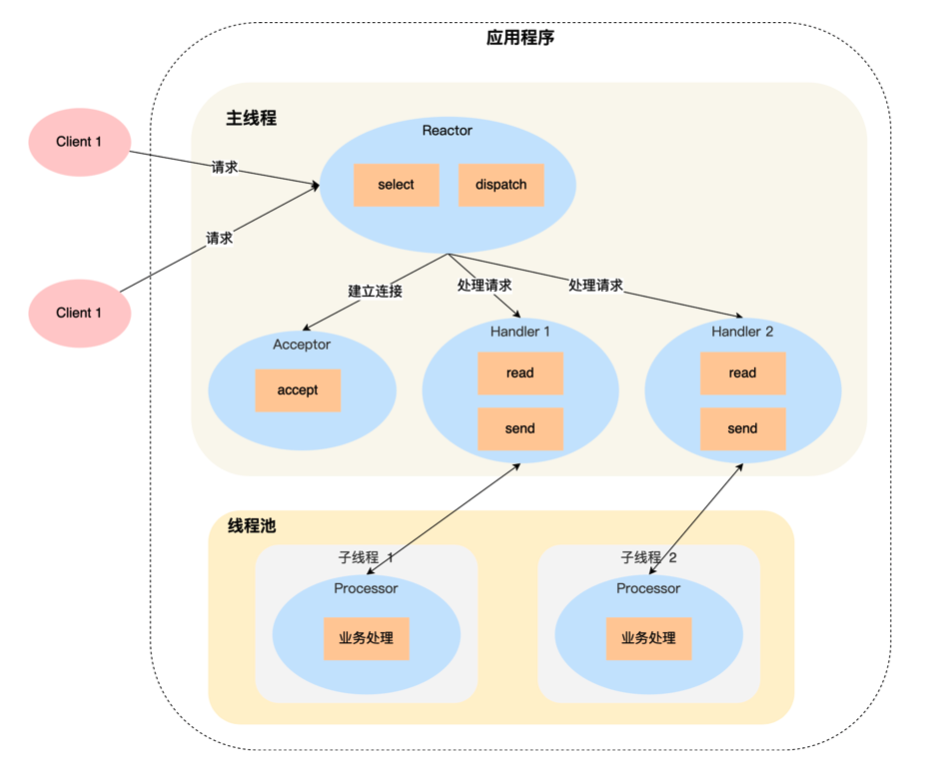 应用程序
主线程
Reactor
select
dispatch
Client 1
请求
请求
Client 1
建立连接
处理请求
处理请求
Acceptor
accept
Handler 1
read
send
Handler 2
read
send
线程池
子线程 1
Processor
业务处理
子线程 2
Processor
业务处理